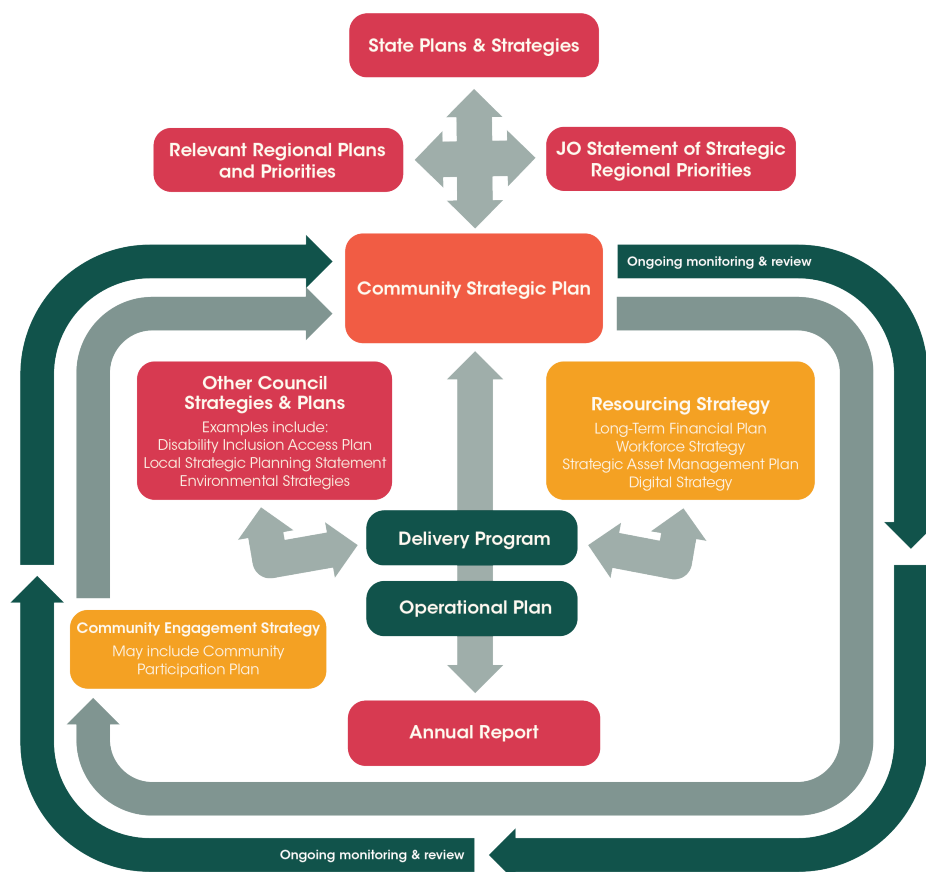 State Plans & Strategies
Relevant Regional Plans
and Priorities
JO Statement of Strategic
Regional Priorities
Community Strategic Plan
Ongoing monitoring & review
Other Council
Strategies & Plans
Examples include:
Disability Inclusion Access Plan
Local Strategic Planning Statement
Environmental Strategies
Resourcing Strategy
Long-Term Financial Plan
Workforce Strategy
Strategic Asset Management Plan
Digital Strategy
Delivery Program
Operational Plan
Community Engagement Strategy
May include Community
Participation Plan
Annual Report
Ongoing monitoring & review